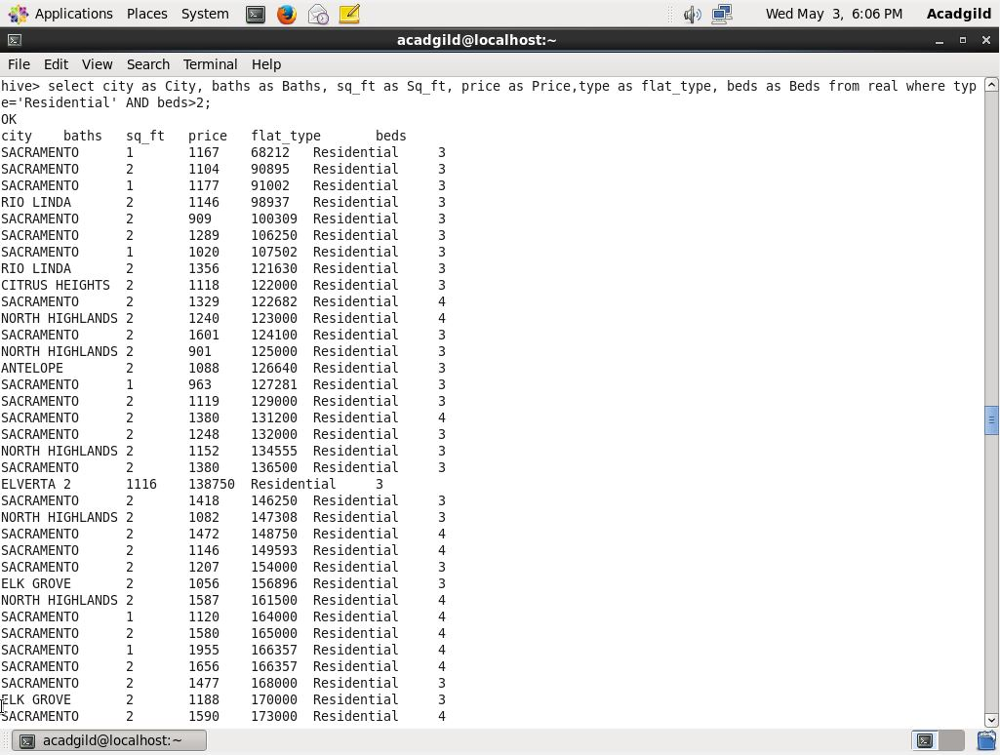 Applications Places System Wed May 3, 6:06 PM Acadgild
acadgild@localhost:~
File Edit View Search Terminal Help
hive> select city as City, baths as Baths, sq_ft as Sq_ft, price as Price,type as flat_type, beds as Beds from real where typ
e='Residential' AND beds>2;
OK
city baths sq_ft price flat_type beds
SACRAMENTO 1 1167 68212 Residential 3
SACRAMENTO 2 1104 90895 Residential 3
SACRAMENTO 1 1177 91002 Residential 3
RIO LINDA 2 1146 98937 Residential 3
SACRAMENTO 2 909 100309 Residential 3
SACRAMENTO 2 1289 106250 Residential 3
SACRAMENTO 1 1020 107502 Residential 3
RIO LINDA 2 1356 121630 Residential 3
CITRUS HEIGHTS 2 1118 122000 Residential 3
SACRAMENTO 2 1329 122682 Residential 4
NORTH HIGHLANDS 2 1240 123000 Residential 4
SACRAMENTO 2 1601 124100 Residential 3
NORTH HIGHLANDS 2 901 125000 Residential 3
ANTELOPE 2 1088 126640 Residential 3
SACRAMENTO 1 963 127281 Residential 3
SACRAMENTO 2 1119 129000 Residential 3
SACRAMENTO 2 1380 131200 Residential 4
SACRAMENTO 2 1248 132000 Residential 3
NORTH HIGHLANDS 2 1152 134555 Residential 3
SACRAMENTO 2 1380 136500 Residential 3
ELVERTA 2 1116 138750 Residential 3
SACRAMENTO 2 1418 146250 Residential 3
NORTH HIGHLANDS 2 1082 147308 Residential 3
SACRAMENTO 2 1472 148750 Residential 4
SACRAMENTO 2 1146 149593 Residential 4
SACRAMENTO 2 1207 154000 Residential 3
ELK GROVE 2 1056 156896 Residential 3
NORTH HIGHLANDS 2 1587 161500 Residential 4
SACRAMENTO 1 1120 164000 Residential 4
SACRAMENTO 2 1580 165000 Residential 4
SACRAMENTO 1 1955 166357 Residential 4
SACRAMENTO 2 1656 166357 Residential 4
SACRAMENTO 2 1477 168000 Residential 3
ELK GROVE 2 1188 170000 Residential 3
SACRAMENTO 2 1590 173000 Residential 4
acadgild@localhost:~